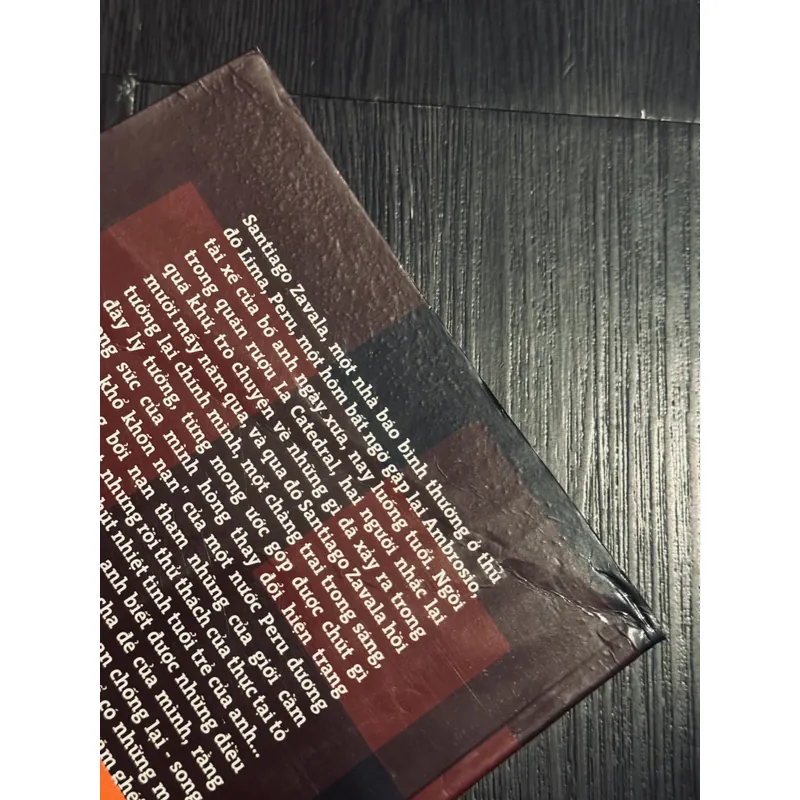 Santiago Zavala, một nhà báo bình thường ở thủ
đô Lima, Peru, một hôm bất ngờ gặp lại Ambrosio,
tài xế của bố anh ngày xưa, nay luống tuổi. Ngồi
trong quán rượu La Catedral, hai người nhắc lại
quá khứ, trò chuyện về những gì đã xảy ra trong
mười mấy năm qua, và qua đó Santiago Zavala hồi
tưởng lại chính mình, một chàng trai trong sáng,
đầy lý tưởng, từng mong ước góp được chút gì
sức của mình, hòng thay đổi hiện trạng
khổ khốn nạn" của một nước Peru đương
bởi nạn tham nhũng của giới cầm
nhưng rồi thử thách của thực tại tỏ
nhiệt tình tuổi trẻ của anh...
anh biết được những điều
đẻ của mình, rằng
chống lại song
có những